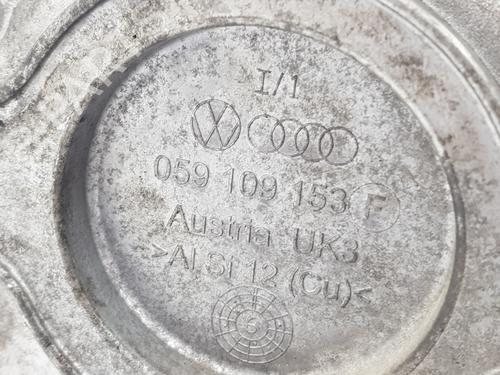 I/1
059 109 153 F
Austria UK3
>Al Si 12 (Cu)<